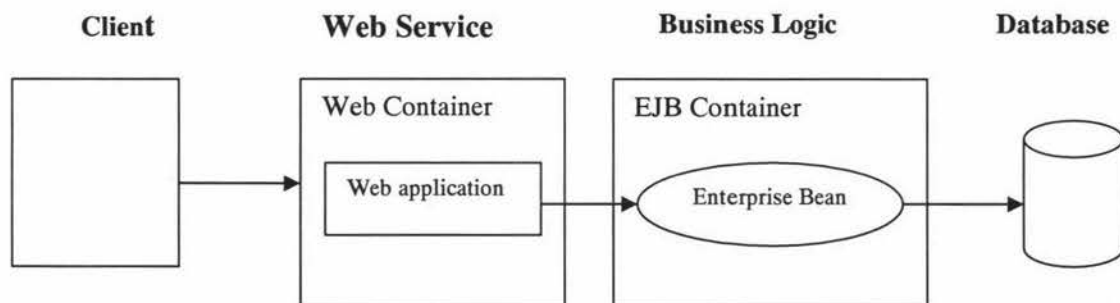 Client
Web Service
Business Logic
Database
Web Container
EJB Container
Web application
Enterprise Bean